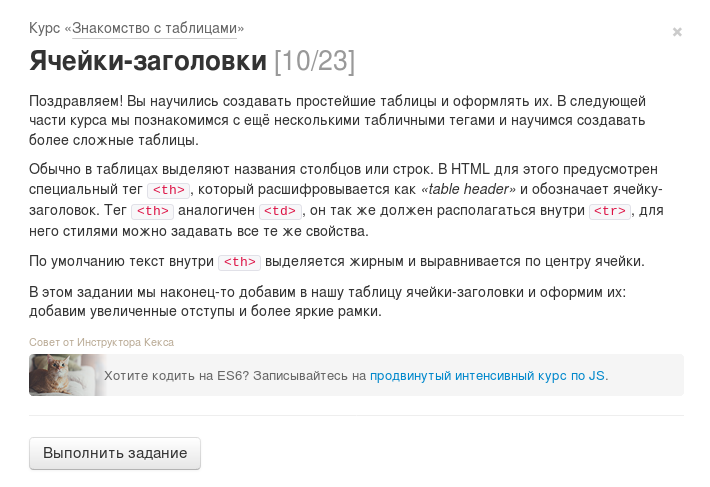 Курс «Знакомство с таблицами»
×
Ячейки-заголовки [10/23]
Поздравляем! Вы научились создавать простейшие таблицы и оформлять их. В следующей
части курса мы познакомимся с ещё несколькими табличными тегами и научимся создавать
более сложные таблицы.
Обычно в таблицах выделяют названия столбцов или строк. В HTML для этого предусмотрен
специальный тег <th>, который расшифровывается как «table header» и обозначает ячейку-
заголовок. Тег <th> аналогичен <td>, он так же должен располагаться внутри <tr>, для
него стилями можно задавать все те же свойства.
По умолчанию текст внутри <th> выделяется жирным и выравнивается по центру ячейки.
В этом задании мы наконец-то добавим в нашу таблицу ячейки-заголовки и оформим их:
добавим увеличенные отступы и более яркие рамки.
Совет от Инструктора Кекса
Хотите кодить на ES6? Записывайтесь на продвинутый интенсивный курс по JS.
Выполнить задание